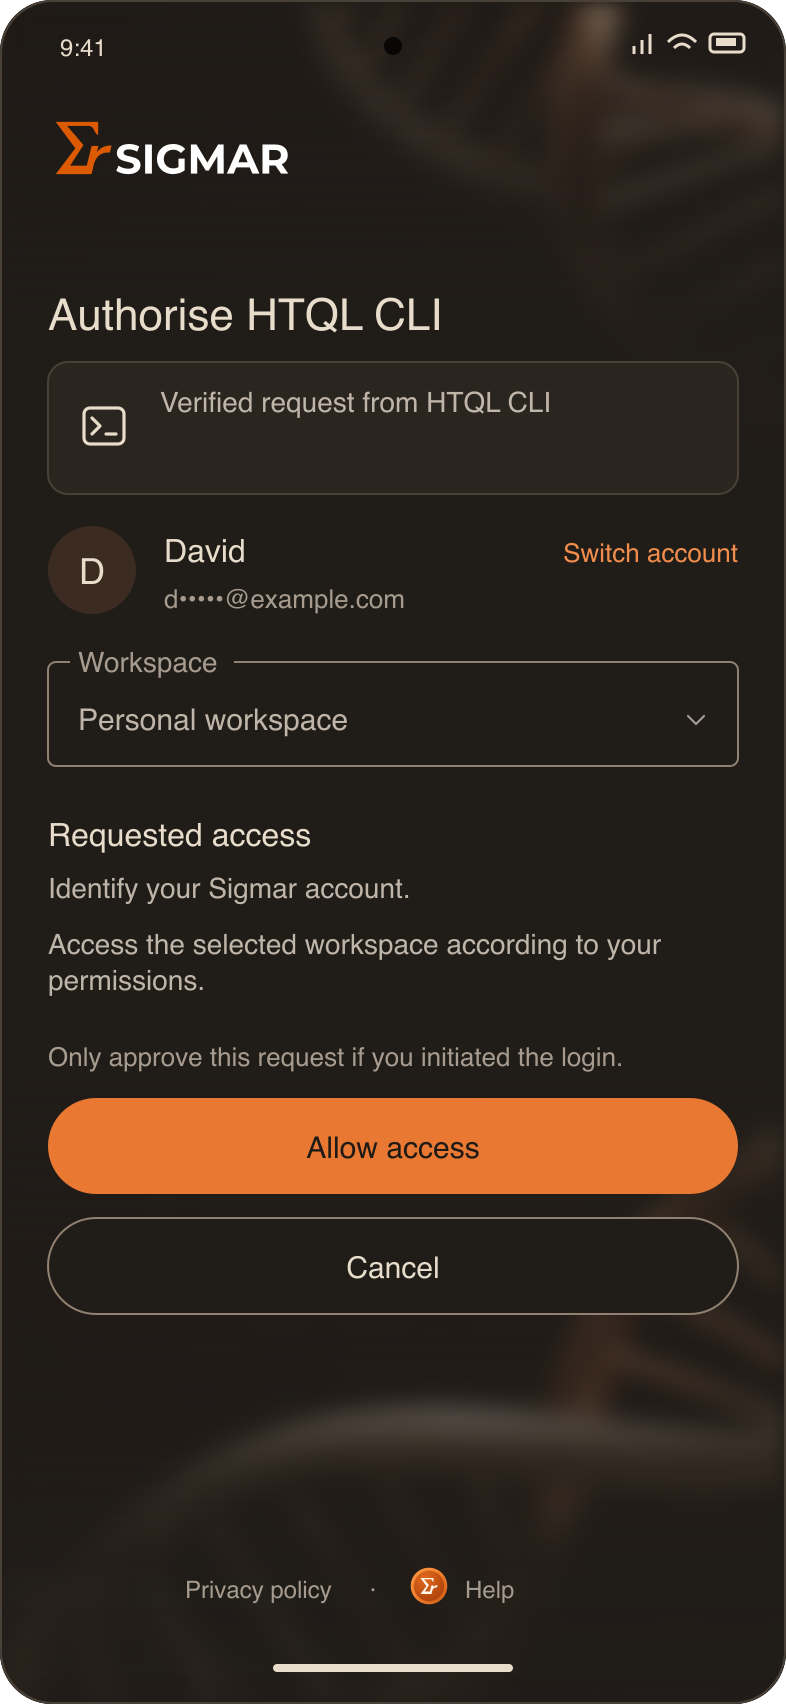 9:41
Σr SIGMAR
Authorise HTQL CLI
Verified request from HTQL CLI
D
David
Switch account
d•••••@example.com
Workspace
Personal workspace
Requested access
Identify your Sigmar account.
Access the selected workspace according to your
permissions.
Only approve this request if you initiated the login.
Allow access
Cancel
Privacy policy · Σr Help